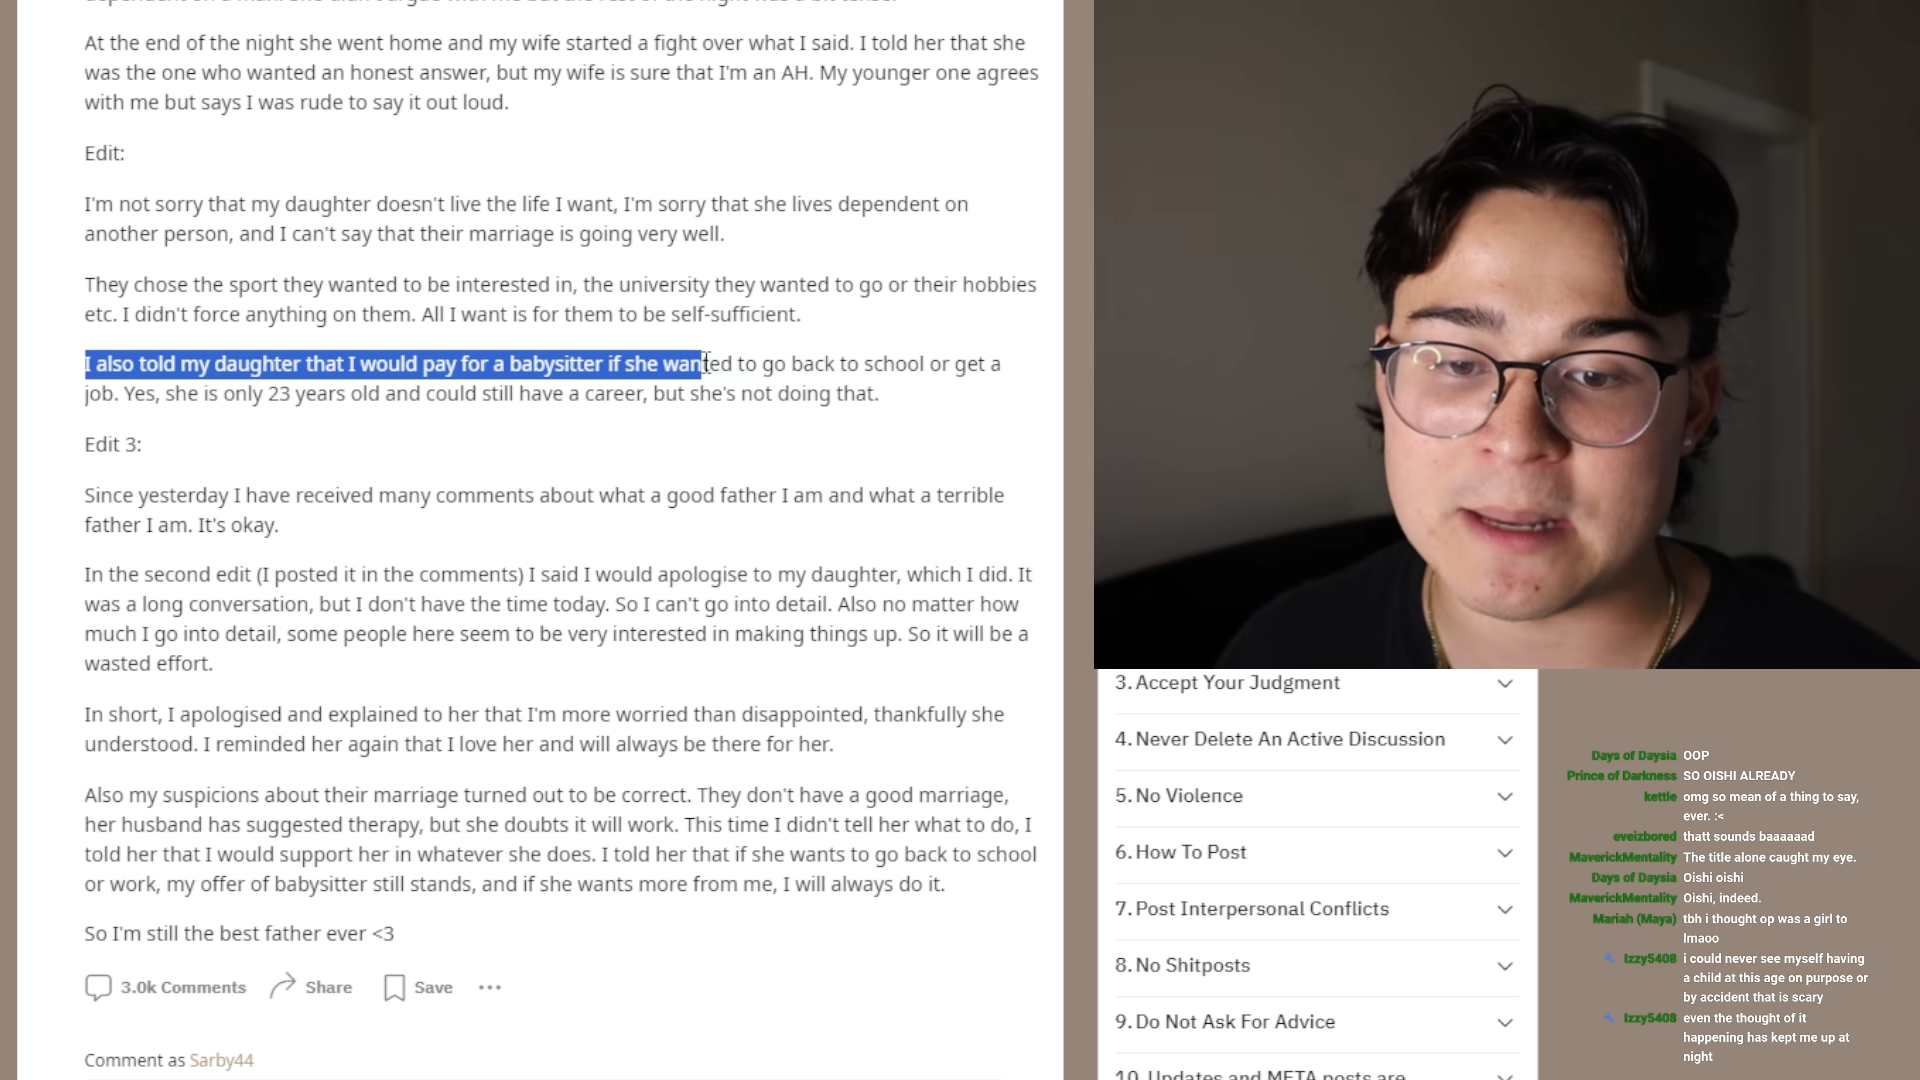 At the end of the night she went home and my wife started a fight over what I said. I told her that she
was the one who wanted an honest answer, but my wife is sure that I'm an AH. My younger one agrees
with me but says I was rude to say it out loud.
Edit:
I'm not sorry that my daughter doesn't live the life I want, I'm sorry that she lives dependent on
another person, and I can't say that their marriage is going very well.
They chose the sport they wanted to be interested in, the university they wanted to go or their hobbies
etc. I didn't force anything on them. All I want is for them to be self-sufficient.
I also told my daughter that I would pay for a babysitter if she wanted to go back to school or get a
job. Yes, she is only 23 years old and could still have a career, but she's not doing that.
Edit 3:
Since yesterday I have received many comments about what a good father I am and what a terrible
father I am. It's okay.
In the second edit (I posted it in the comments) I said I would apologise to my daughter, which I did. It
was a long conversation, but I don't have the time today. So I can't go into detail. Also no matter how
much I go into detail, some people here seem to be very interested in making things up. So it will be a
wasted effort.
In short, I apologised and explained to her that I'm more worried than disappointed, thankfully she
understood. I reminded her again that I love her and will always be there for her.
Also my suspicions about their marriage turned out to be correct. They don't have a good marriage,
her husband has suggested therapy, but she doubts it will work. This time I didn't tell her what to do, I
told her that I would support her in whatever she does. I told her that if she wants to go back to school
or work, my offer of babysitter still stands, and if she wants more from me, I will always do it.
So I'm still the best father ever <3
3.0k Comments Share Save
Comment as Sarby44
3. Accept Your Judgment
4. Never Delete An Active Discussion
5. No Violence
6. How To Post
7. Post Interpersonal Conflicts
8. No Shitposts
9. Do Not Ask For Advice
10. Updates and META posts are
Days of Daysia OOP
Prince of Darkness SO OISHI ALREADY
kettle omg so mean of a thing to say,
ever. :<
eveizbored thatt sounds baaaaaad
MaverickMentality The title alone caught my eye.
Days of Daysia Oishi oishi
MaverickMentality Oishi, indeed.
Mariah (Maya) tbh i thought op was a girl to
lmaoo
Izzy5408 i could never see myself having
a child at this age on purpose or
by accident that is scary
Izzy5408 even the thought of it
happening has kept me up at
night